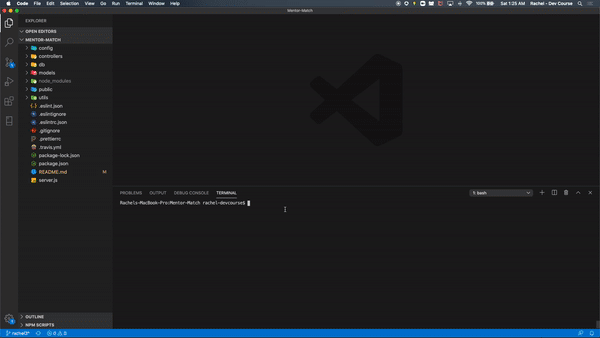 Code File Edit Selection View Go Run Terminal Window Help 100% Sat 1:25 AM Rachel - Dev Course
Mentor-Match
EXPLORER
OPEN EDITORS
MENTOR-MATCH
config
controllers
db
models
node_modules
public
utils
.eslint.json
.eslintignore
.eslintrc.json
.gitignore
.prettierrc
.travis.yml
package-lock.json
package.json
README.md M
server.js
PROBLEMS OUTPUT DEBUG CONSOLE TERMINAL 1: bash
Rachels-MacBook-Pro:Mentor-Match rachel-devcourse$
OUTLINE
NPM SCRIPTS
rachel3* 0 0